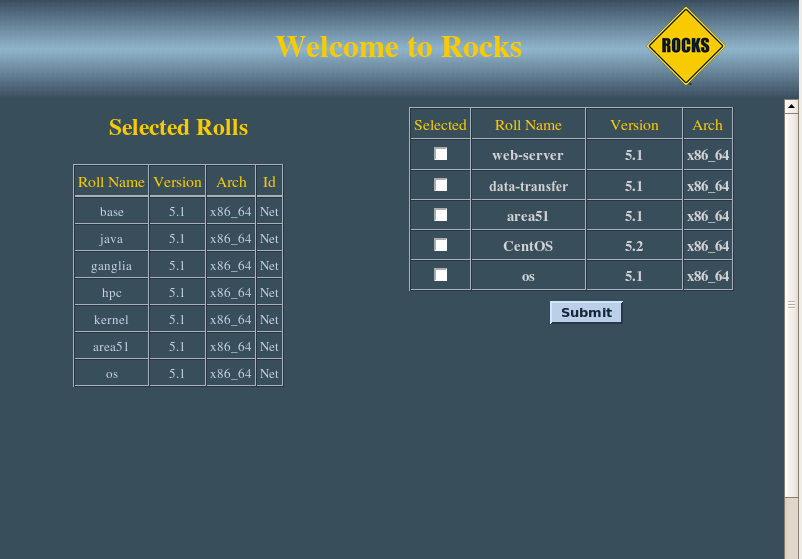 Welcome to Rocks
ROCKS
Selected Rolls
Roll Name Version Arch Id
base 5.1 x86_64 Net
java 5.1 x86_64 Net
ganglia 5.1 x86_64 Net
hpc 5.1 x86_64 Net
kernel 5.1 x86_64 Net
area51 5.1 x86_64 Net
os 5.1 x86_64 Net
Selected Roll Name Version Arch
web-server 5.1 x86_64
data-transfer 5.1 x86_64
area51 5.1 x86_64
CentOS 5.2 x86_64
os 5.1 x86_64
Submit